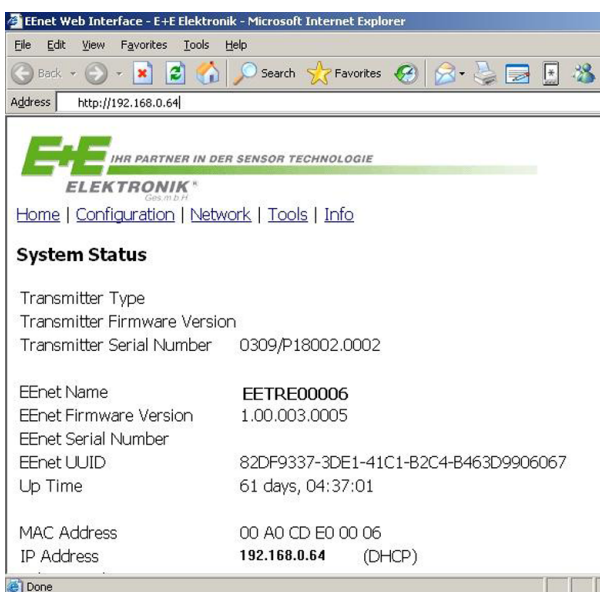 EEnet Web Interface - E+E Elektronik - Microsoft Internet Explorer
File Edit View Favorites Tools Help
Back Search Favorites
Address http://192.168.0.64
E+E IHR PARTNER IN DER SENSOR TECHNOLOGIE
ELEKTRONIK
Ges.m.b.H.
Home | Configuration | Network | Tools | Info
System Status
Transmitter Type
Transmitter Firmware Version
Transmitter Serial Number 0309/P18002.0002
EEnet Name EETRE00006
EEnet Firmware Version 1.00.003.0005
EEnet Serial Number
EEnet UUID 82DF9337-3DE1-41C1-B2C4-B463D9906067
Up Time 61 days, 04:37:01
MAC Address 00 A0 CD E0 00 06
IP Address 192.168.0.64 (DHCP)
Done